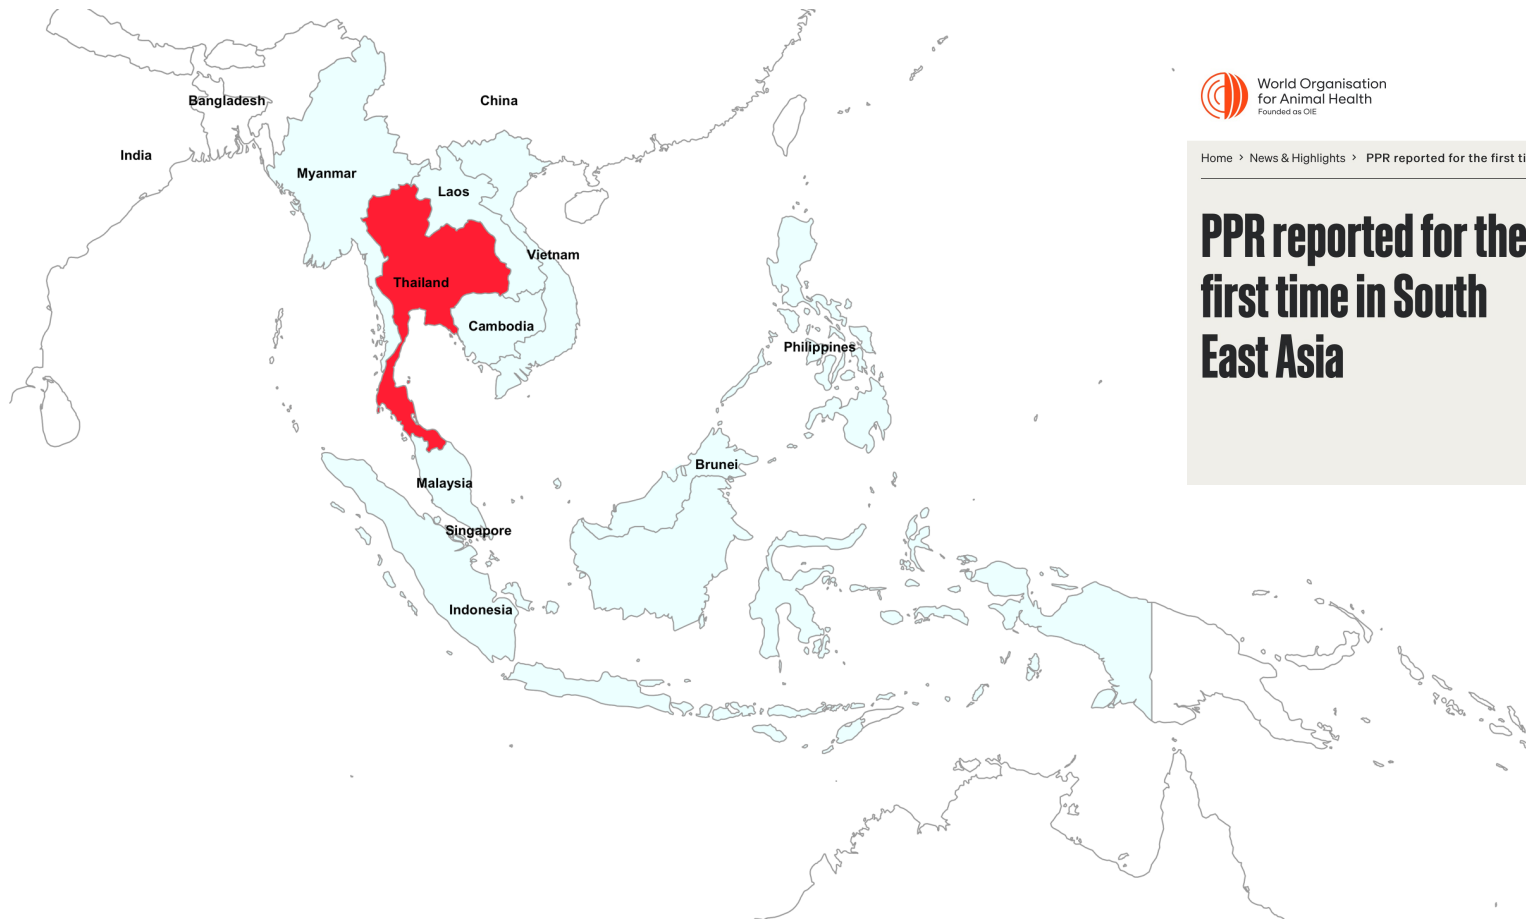 Bangladesh
China
India
Myanmar
Laos
Vietnam
Thailand
Cambodia
Philippines
Brunei
Malaysia
Singapore
Indonesia
World Organisation
for Animal Health
Founded as OIE
Home > News & Highlights > PPR reported for the first ti
PPR reported for the
first time in South
East Asia